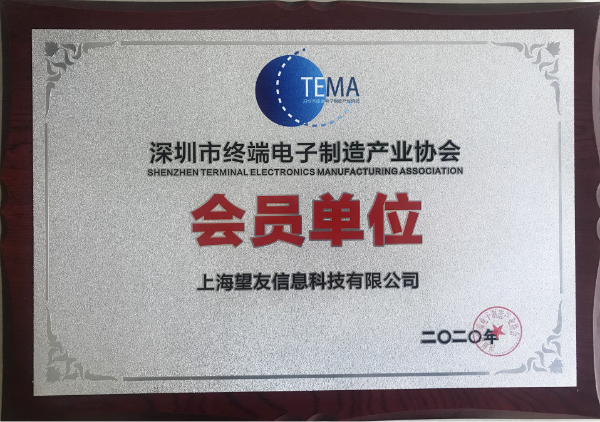 TEMA
深圳市终端电子制造产业协会
SHENZHEN TERMINAL ELECTRONICS MANUFACTURING ASSOCIATION
会员单位
上海望友信息科技有限公司
二〇二〇年